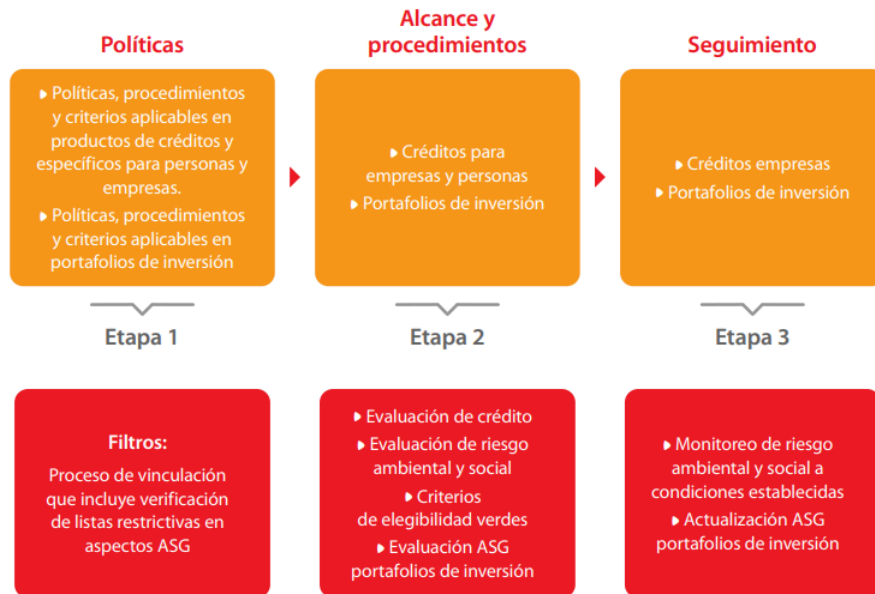 Políticas
Políticas, procedimientos
y criterios aplicables en
productos de créditos y
específicos para personas y
empresas.
Políticas, procedimientos
y criterios aplicables en
portafolios de inversión
Alcance y
procedimientos
Créditos para
empresas y personas
Portafolios de inversión
Seguimiento
Créditos empresas
Portafolios de inversión
Etapa 1
Etapa 2
Etapa 3
Filtros:
Proceso de vinculación
que incluye verificación
de listas restrictivas en
aspectos ASG
Evaluación de crédito
Evaluación de riesgo
ambiental y social
Criterios
de elegibilidad verdes
Evaluación ASG
portafolios de inversión
Monitoreo de riesgo
ambiental y social a
condiciones establecidas
Actualización ASG
portafolios de inversión